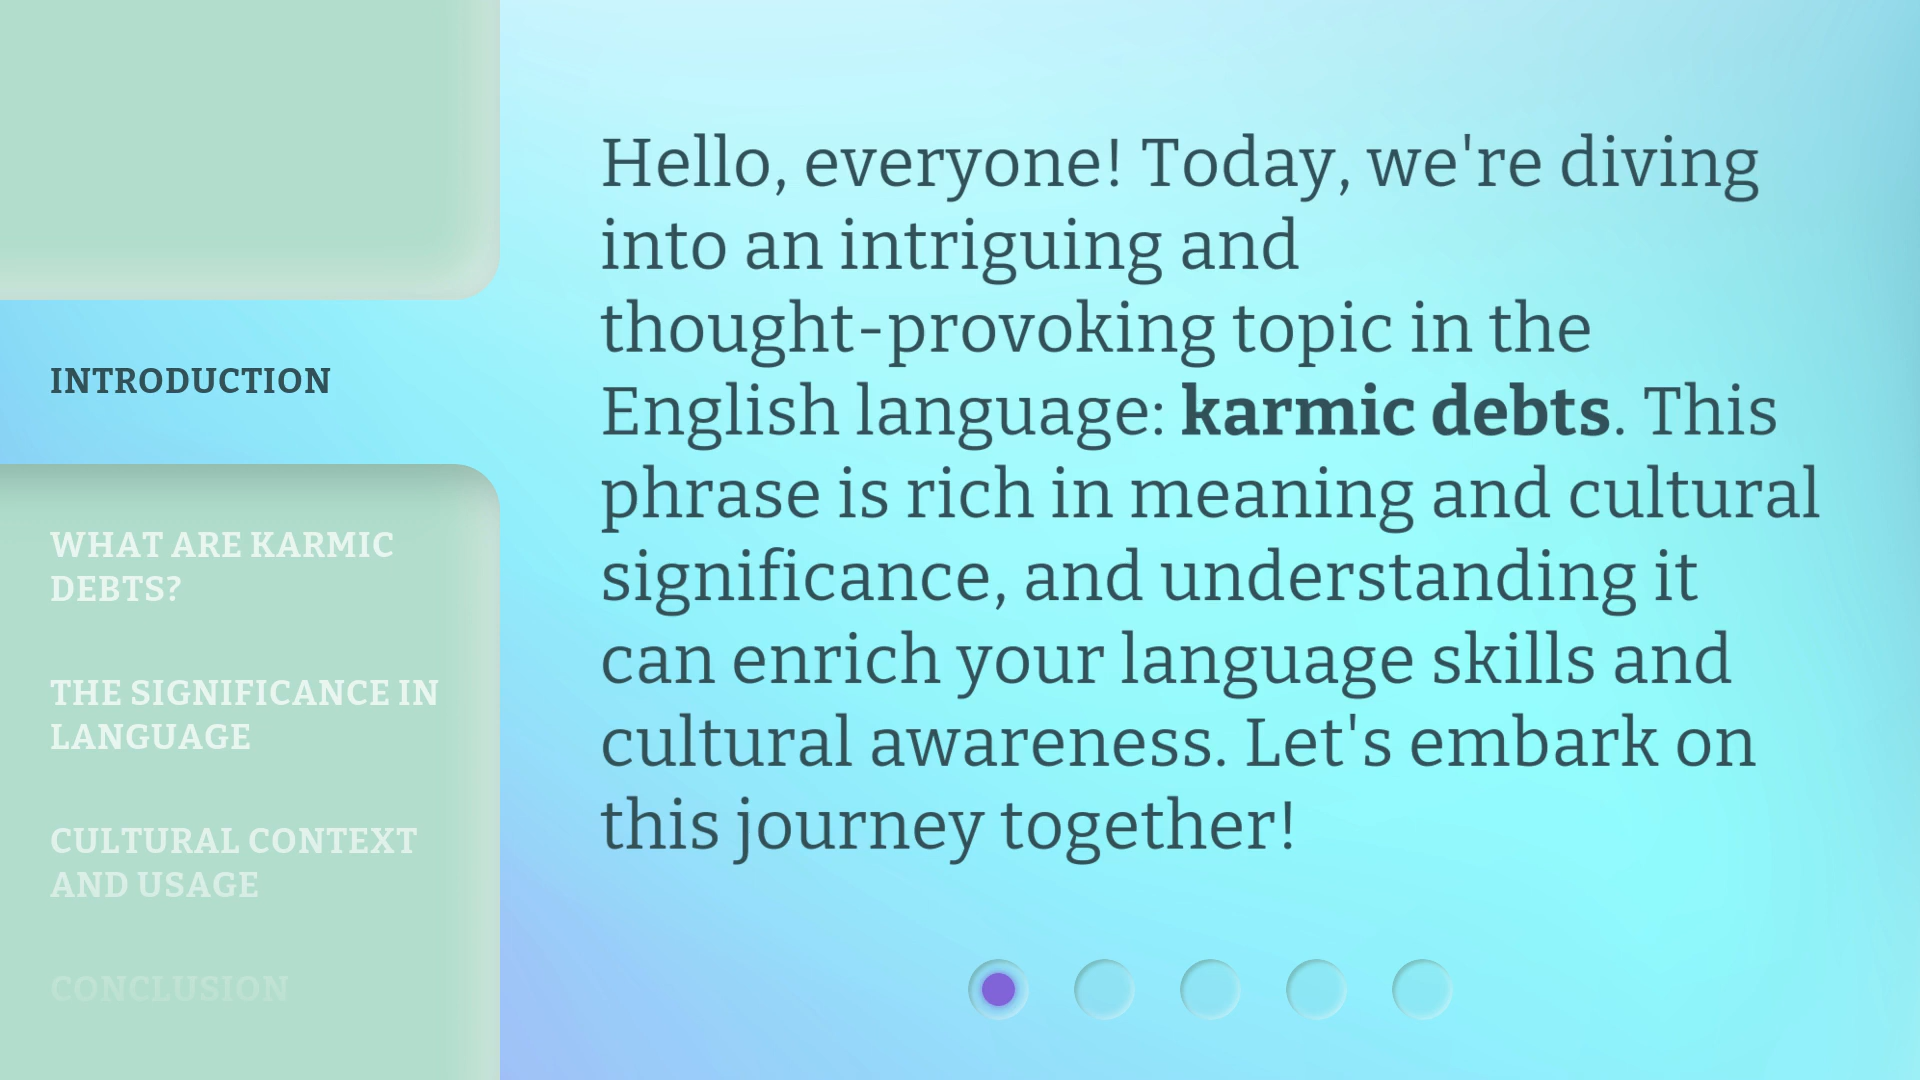 INTRODUCTION
WHAT ARE KARMIC
DEBTS?
THE SIGNIFICANCE IN
LANGUAGE
CULTURAL CONTEXT
AND USAGE
CONCLUSION
Hello, everyone! Today, we're diving
into an intriguing and
thought-provoking topic in the
English language: karmic debts. This
phrase is rich in meaning and cultural
significance, and understanding it
can enrich your language skills and
cultural awareness. Let's embark on
this journey together!